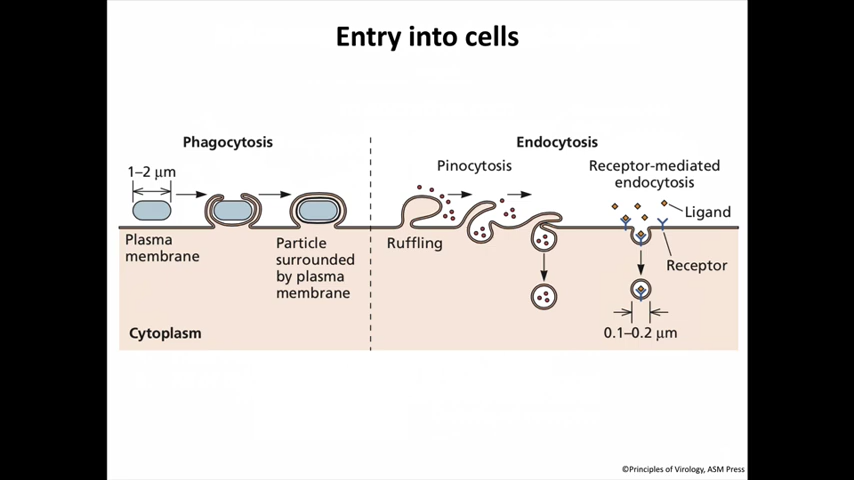 Entry into cells
Phagocytosis
1–2 μm
Plasma
membrane
Particle
surrounded
by plasma
membrane
Cytoplasm
Endocytosis
Pinocytosis
Ruffling
Receptor-mediated
endocytosis
Ligand
Receptor
0.1–0.2 μm
©Principles of Virology, ASM Press